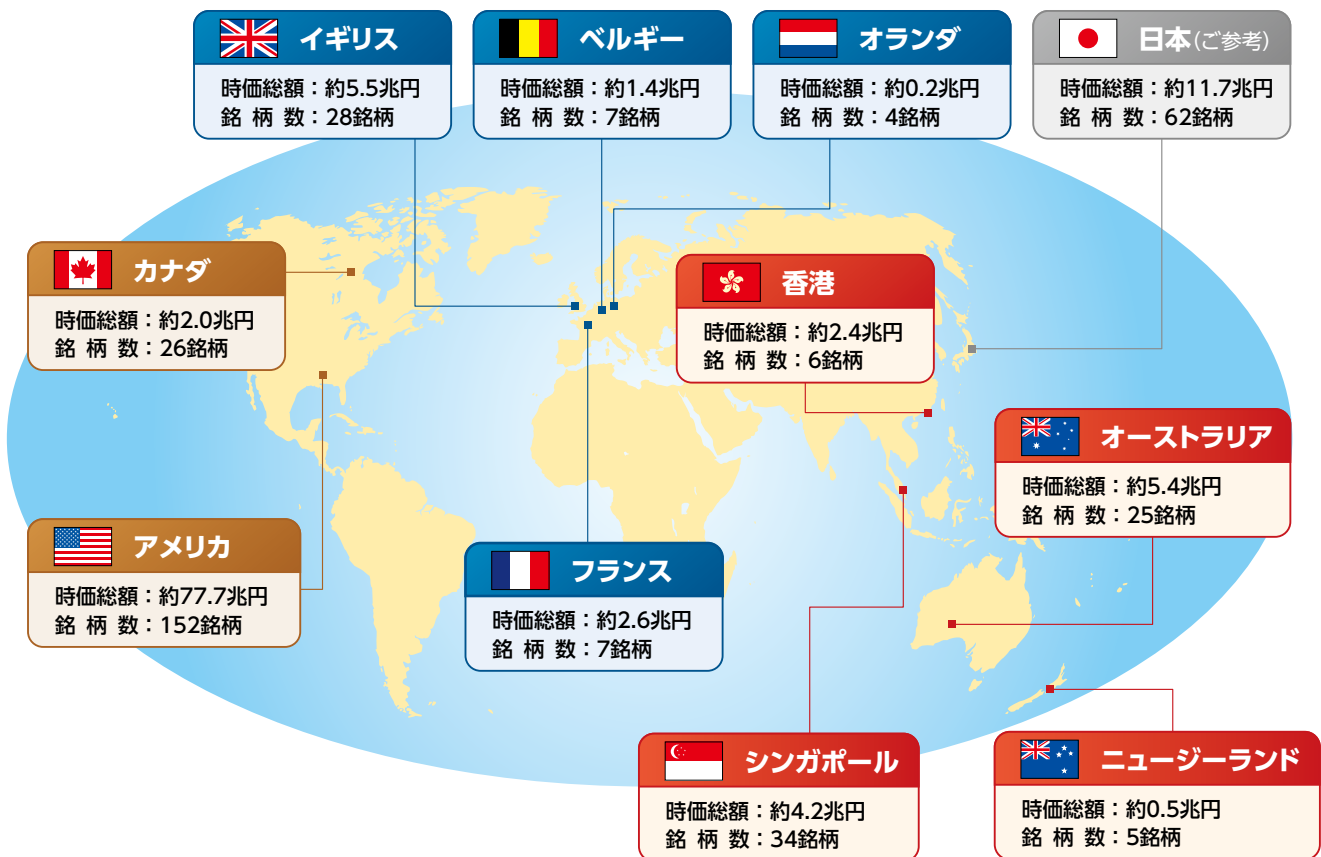 イギリス
時価総額：約5.5兆円
銘柄数：28銘柄
ベルギー
時価総額：約1.4兆円
銘柄数：7銘柄
オランダ
時価総額：約0.2兆円
銘柄数：4銘柄
日本(ご参考)
時価総額：約11.7兆円
銘柄数：62銘柄
カナダ
時価総額：約2.0兆円
銘柄数：26銘柄
香港
時価総額：約2.4兆円
銘柄数：6銘柄
オーストラリア
時価総額：約5.4兆円
銘柄数：25銘柄
アメリカ
時価総額：約77.7兆円
銘柄数：152銘柄
フランス
時価総額：約2.6兆円
銘柄数：7銘柄
シンガポール
時価総額：約4.2兆円
銘柄数：34銘柄
ニュージーランド
時価総額：約0.5兆円
銘柄数：5銘柄